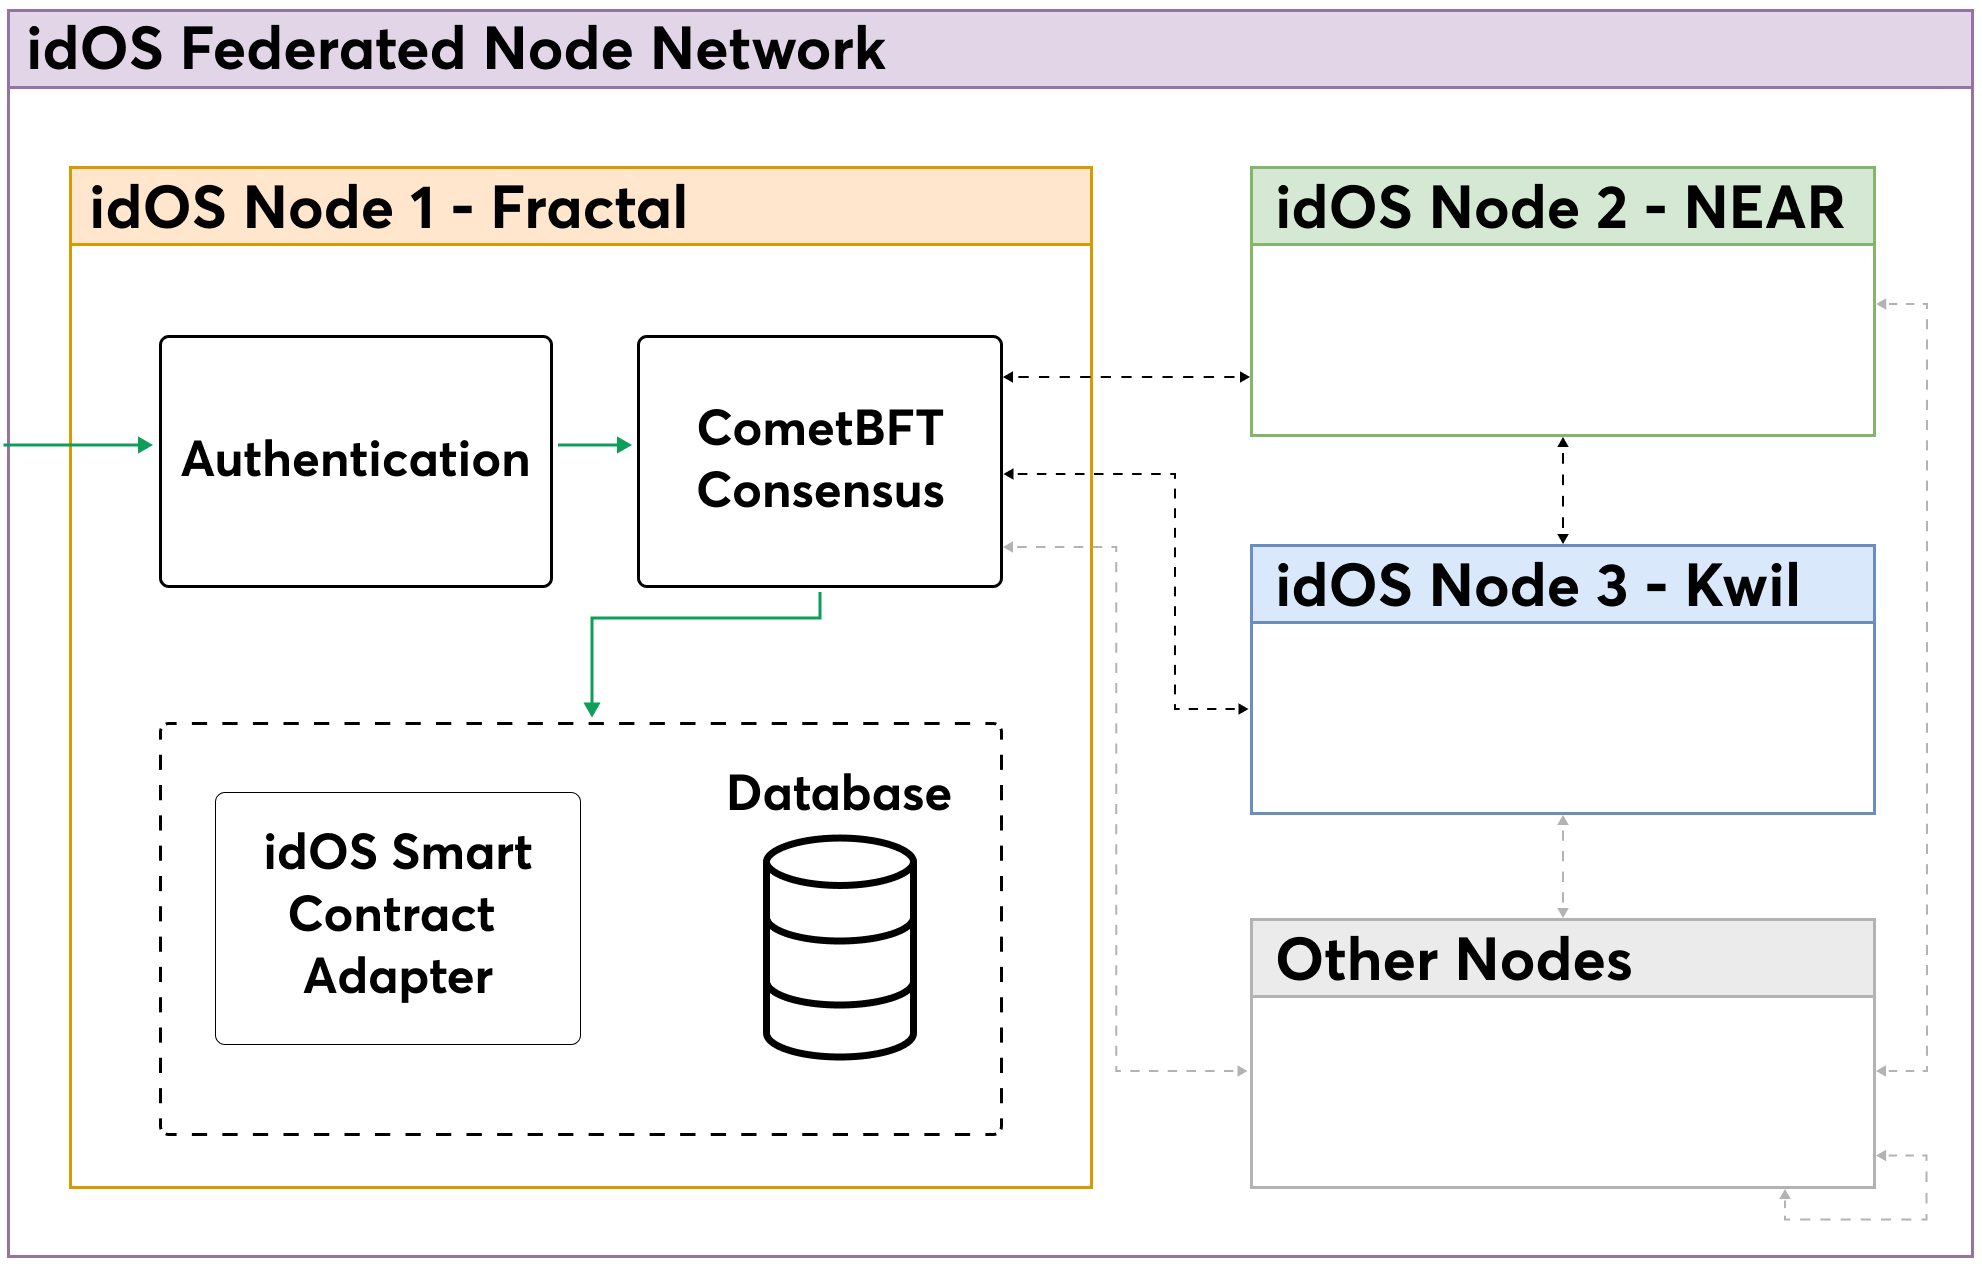 idOS Federated Node Network
idOS Node 1 - Fractal
Authentication
CometBFT
Consensus
Database
idOS Smart
Contract
Adapter
idOS Node 2 - NEAR
idOS Node 3 - Kwil
Other Nodes